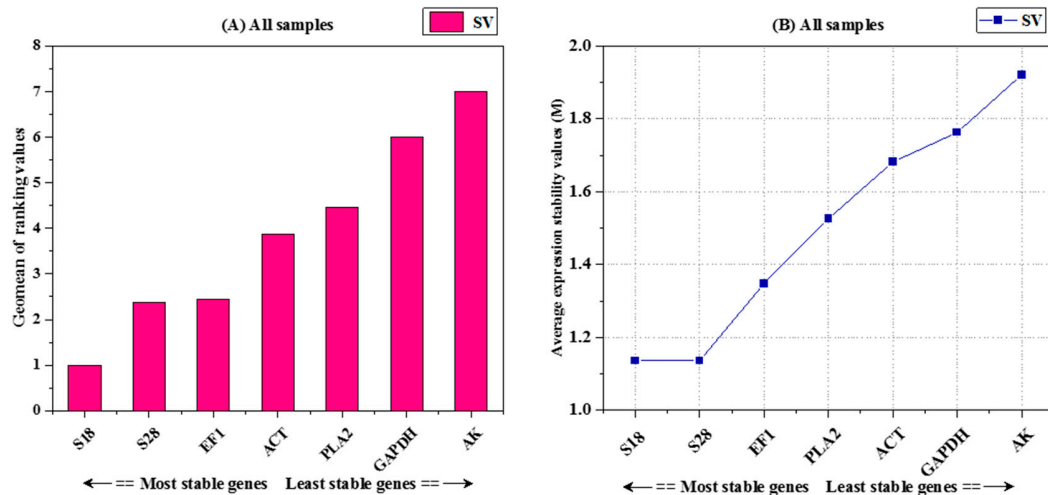 (A) All samples
SV
Geomean of ranking values
8
7
6
5
4
3
2
1
0
S18
S28
EF1
ACT
PLA2
GAPDH
AK
<--- == Most stable genes Least stable genes == --->
(B) All samples
SV
Average expression stability values (M)
2.0
1.8
1.6
1.4
1.2
1.0
S18
S28
EF1
PLA2
ACT
GAPDH
AK
<--- == Most stable genes Least stable genes == --->